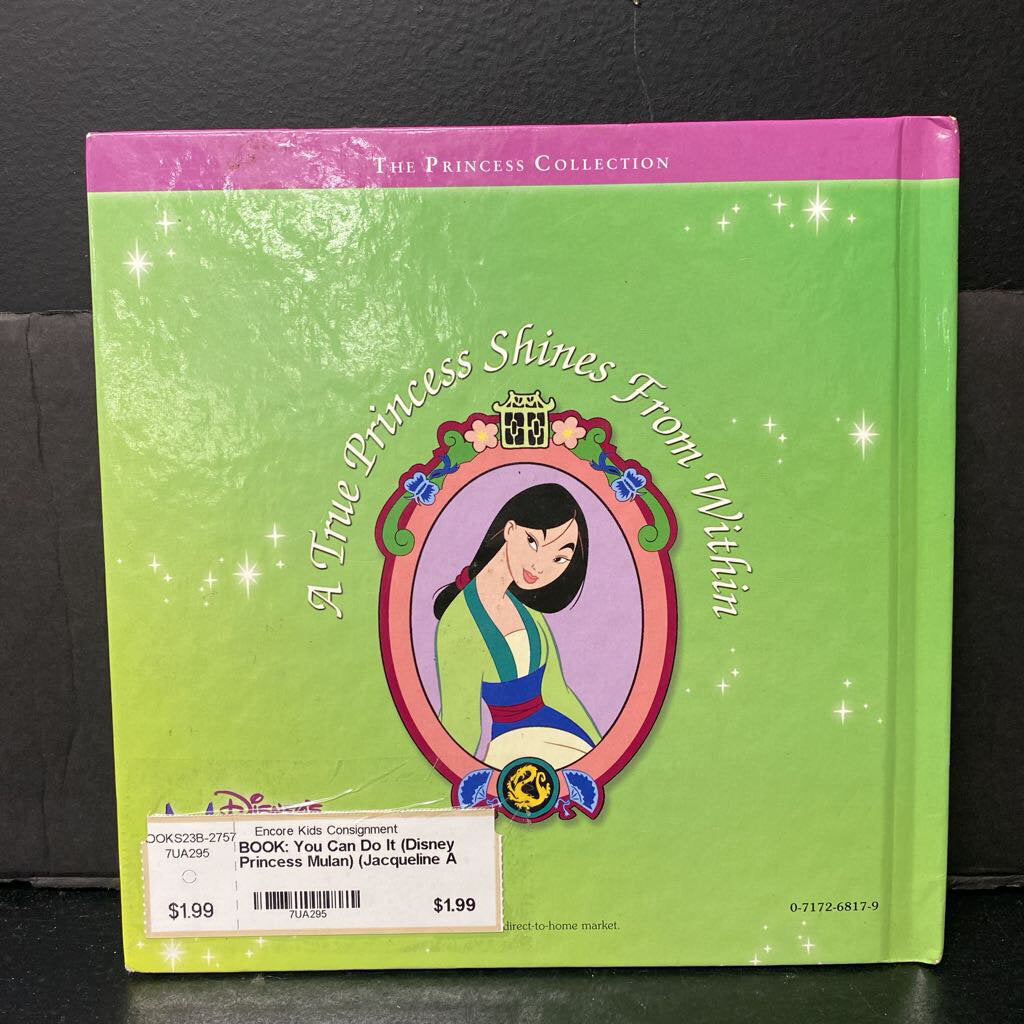 The Princess Collection
A True Princess Shines From Within
Disney's
OOKS23B-2757
7UA295
$1.99
Encore Kids Consignment
BOOK: You Can Do It (Disney
Princess Mulan) (Jacqueline A
7UA295
$1.99
direct-to-home market.
0-7172-6817-9